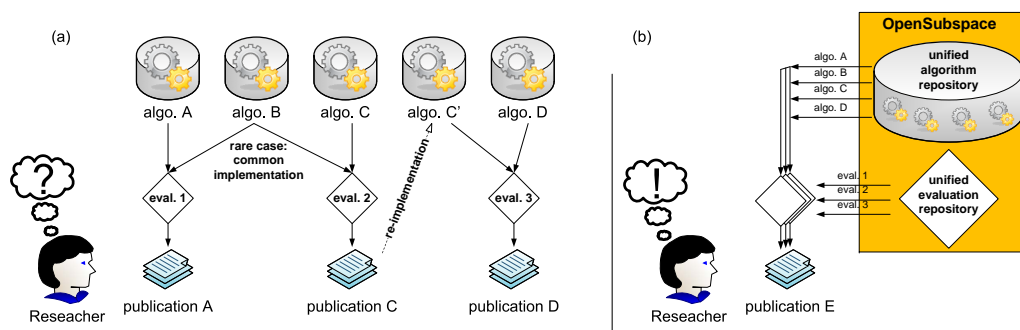 (a)
algo. A
algo. B
algo. C
algo. C'
algo. D
rare case:
common
implementation
re-implementation
?
eval. 1
eval. 2
eval. 3
Reseacher
publication A
publication C
publication D
(b)
OpenSubspace
unified
algorithm
repository
algo. A
algo. B
algo. C
algo. D
!
eval. 1
eval. 2
eval. 3
unified
evaluation
repository
Reseacher
publication E